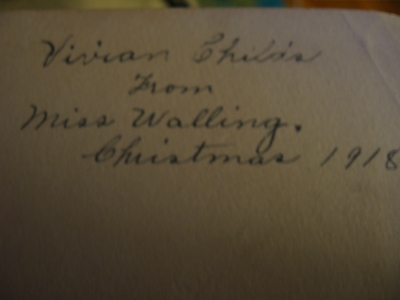 Vivian Childs
From
Miss Walling.
Christmas 1918